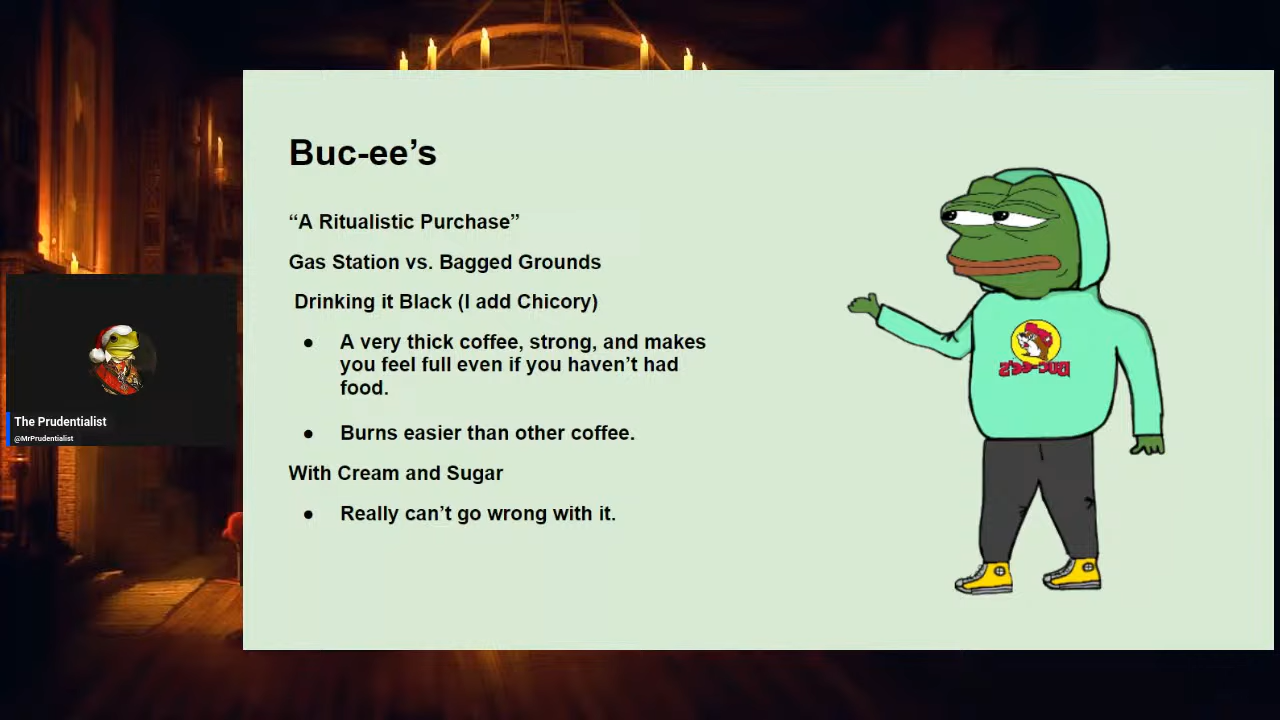 Buc-ee’s
“A Ritualistic Purchase”
Gas Station vs. Bagged Grounds
Drinking it Black (I add Chicory)
● A very thick coffee, strong, and makes
you feel full even if you haven’t had
food.
● Burns easier than other coffee.
With Cream and Sugar
● Really can’t go wrong with it.
BUC-EE'S
The Prudentialist
@MrPrudentialist